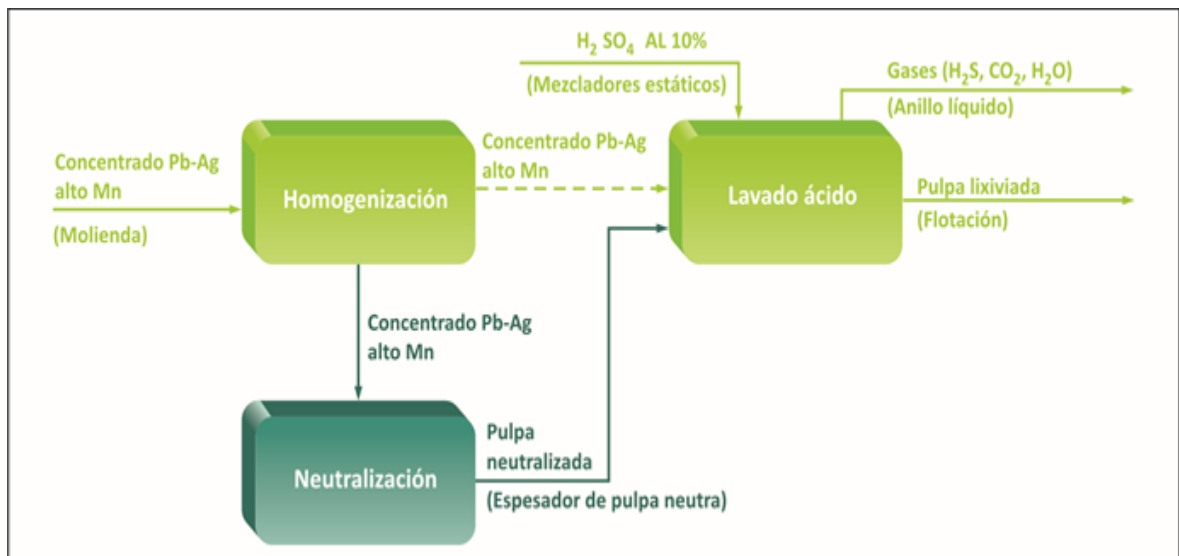 H₂ SO₄ AL 10%
(Mezcladores estáticos)
Gases (H₂S, CO₂, H₂O)
(Anillo líquido)
Concentrado Pb-Ag
alto Mn
(Molienda)
Homogenización
Concentrado Pb-Ag
alto Mn
Lavado ácido
Pulpa lixiviada
(Flotación)
Concentrado Pb-Ag
alto Mn
Neutralización
Pulpa
neutralizada
(Espesador de pulpa neutra)